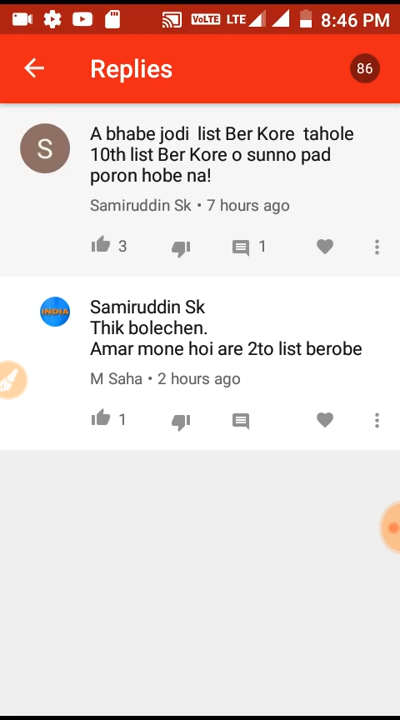 VoLTE LTE 8:46 PM
Replies 86
S
A bhabe jodi list Ber Kore tahole
10th list Ber Kore o sunno pad
poron hobe na!
Samiruddin Sk • 7 hours ago
3 1
INDIA
Samiruddin Sk
Thik bolechen.
Amar mone hoi are 2to list berobe
M Saha • 2 hours ago
1